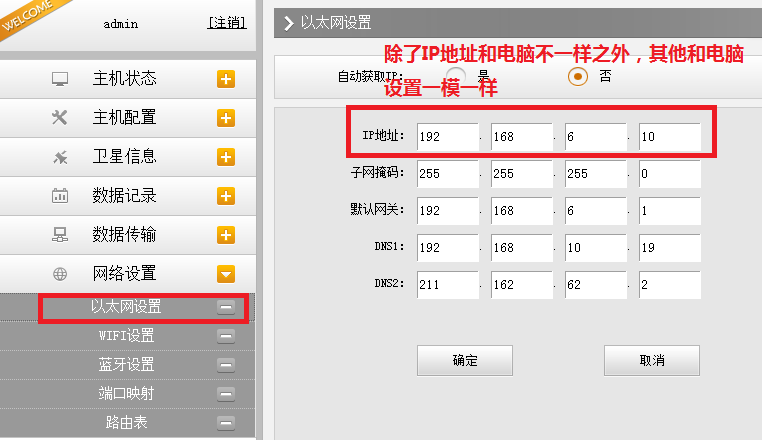 WELCOME
admin
[注销]
主机状态
主机配置
卫星信息
数据记录
数据传输
网络设置
以太网设置
WIFI设置
蓝牙设置
端口映射
路由表
以太网设置
除了IP地址和电脑不一样之外，其他和电脑
设置一模一样
自动获取IP: 是 否
IP地址: 192 . 168 . 6 . 10
子网掩码: 255 . 255 . 255 . 0
默认网关: 192 . 168 . 6 . 1
DNS1: 192 . 168 . 10 . 19
DNS2: 211 . 162 . 62 . 2
确定 取消